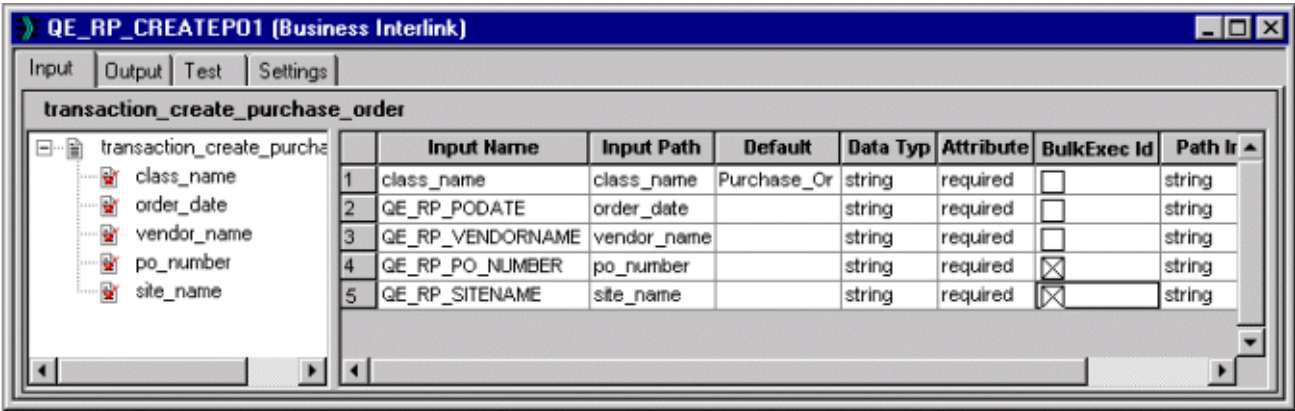 QE_RP_CREATEPO1 (Business Interlink)
Input Output Test Settings
transaction_create_purchase_order
transaction_create_purcha
class_name
order_date
vendor_name
po_number
site_name
Input Name Input Path Default Data Typ Attribute BulkExec Id Path Ir
1 class_name class_name Purchase_Or string required string
2 QE_RP_PODATE order_date string required string
3 QE_RP_VENDORNAME vendor_name string required string
4 QE_RP_PO_NUMBER po_number string required string
5 QE_RP_SITENAME site_name string required string